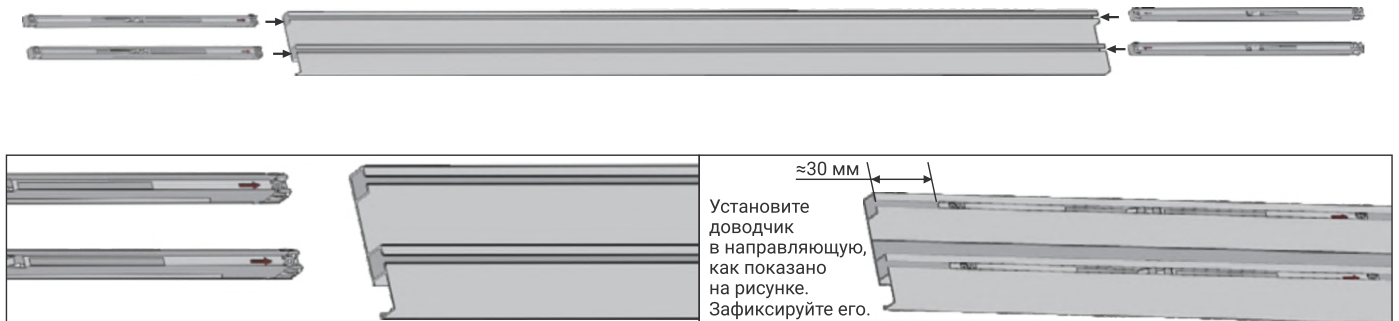 ≈30 мм
Установите
доводчик
в направляющую,
как показано
на рисунке.
Зафиксируйте его.